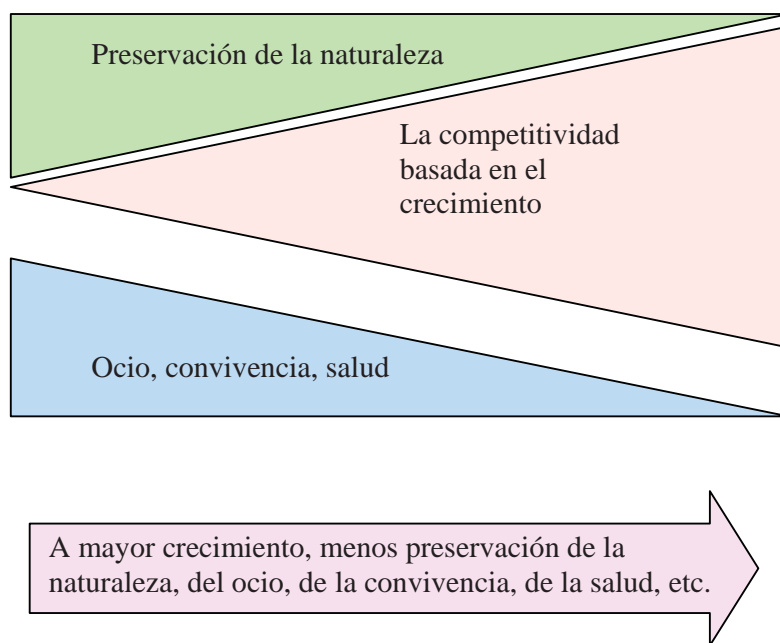 Preservación de la naturaleza
La competitividad
basada en el
crecimiento
Ocio, convivencia, salud
A mayor crecimiento, menos preservación de la
naturaleza, del ocio, de la convivencia, de la salud, etc.